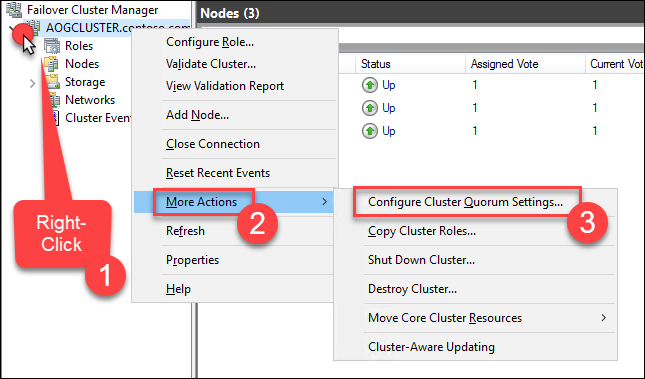 Failover Cluster Manager
AOGCLUSTER.contoso.com
Roles
Nodes
Storage
Networks
Cluster Even
Right-
Click
1
Configure Role...
Validate Cluster...
View Validation Report
Add Node...
Close Connection
Reset Recent Events
More Actions
2
Refresh
Properties
Help
Nodes (3)
Status Assigned Vote Current Vot
Up 1 1
Up 1 1
Up 1 1
Configure Cluster Quorum Settings...
3
Copy Cluster Roles...
Shut Down Cluster...
Destroy Cluster...
Move Core Cluster Resources
Cluster-Aware Updating